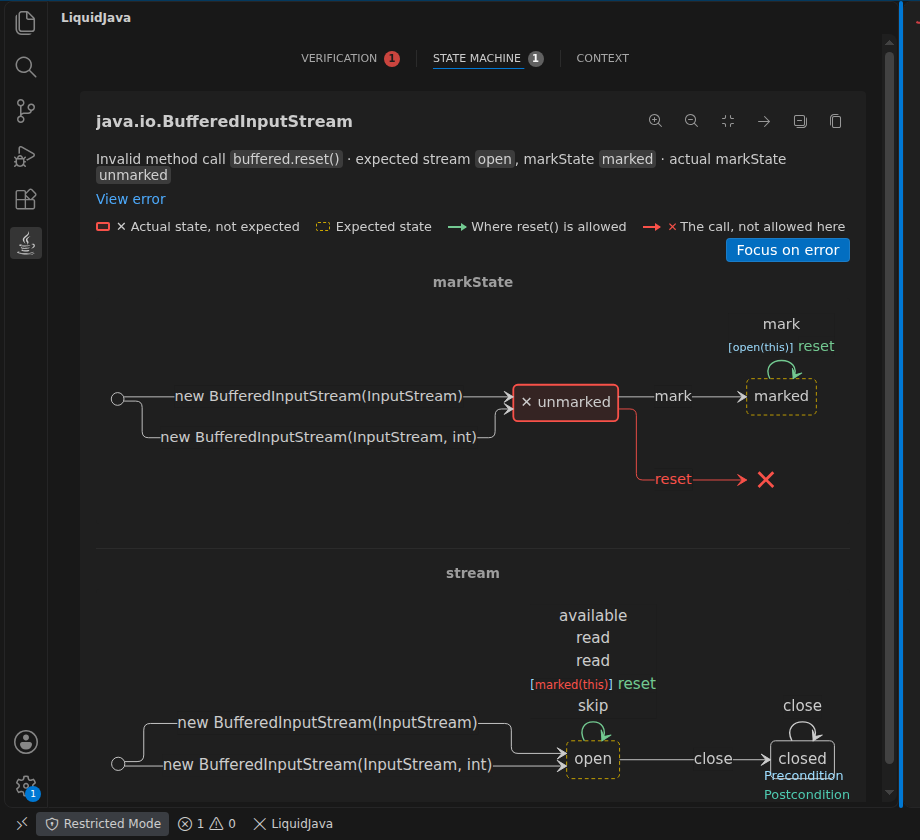 LiquidJava
VERIFICATION 1 STATE MACHINE 1 CONTEXT
java.io.BufferedInputStream
Invalid method call buffered.reset() · expected stream open, markState marked · actual markState
unmarked
View error
✕ Actual state, not expected Expected state Where reset() is allowed ✕ The call, not allowed here
Focus on error
markState
mark
[open(this)] reset
new BufferedInputStream(InputStream) ✕ unmarked mark marked
new BufferedInputStream(InputStream, int)
reset
stream
available
read
read
[marked(this)] reset
skip close
new BufferedInputStream(InputStream)
open close closed
new BufferedInputStream(InputStream, int)
Precondition
Postcondition
1
Restricted Mode 1 0 LiquidJava